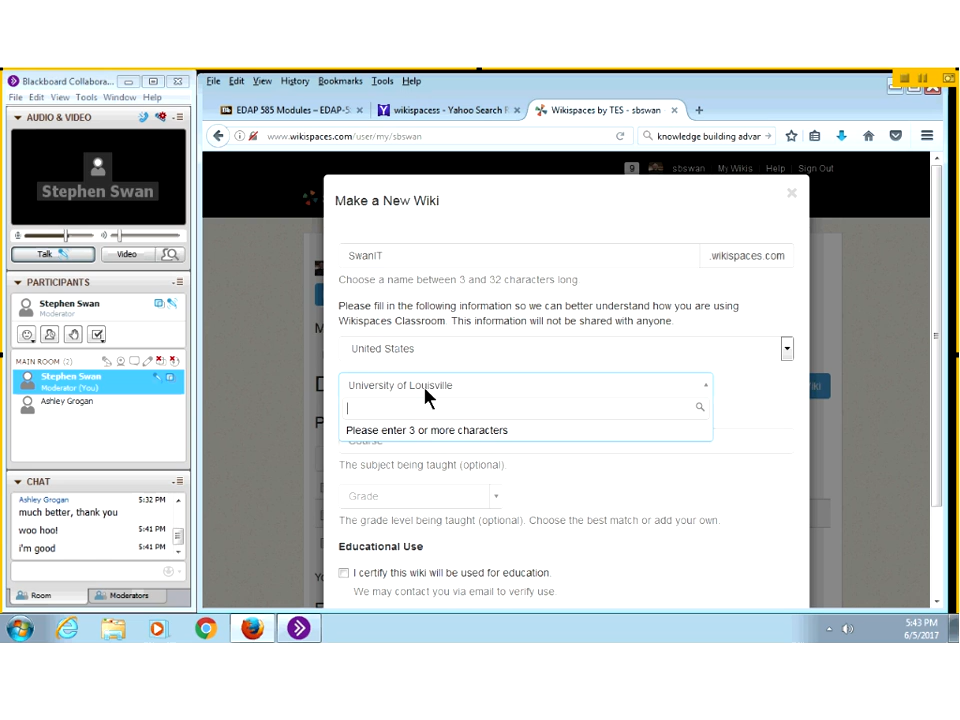 Blackboard Collabora...
File Edit View Tools Window Help
AUDIO & VIDEO
Stephen Swan
Talk
Video
PARTICIPANTS
Stephen Swan
Moderator
MAIN ROOM (2)
Stephen Swan
Moderator (You)
Ashley Grogan
CHAT
Ashley Grogan 5:32 PM
much better, thank you
woo hoo! 5:41 PM
i'm good 5:41 PM
Room
Moderators
File Edit View History Bookmarks Tools Help
EDAP 585 Modules – EDAP-5:
wikispacess - Yahoo Search R
Wikispaces by TES - sbswan
www.wikispaces.com/user/my/sbswan
knowledge building advar
9 sbswan My Wikis Help Sign Out
Make a New Wiki
SwanIT
.wikispaces.com
Choose a name between 3 and 32 characters long
Please fill in the following information so we can better understand how you are using
Wikispaces Classroom. This information will not be shared with anyone.
United States
University of Louisville
Please enter 3 or more characters
Course
The subject being taught (optional).
Grade
The grade level being taught (optional). Choose the best match or add your own.
Educational Use
I certify this wiki will be used for education.
We may contact you via email to verify use.
5:43 PM
6/5/2017